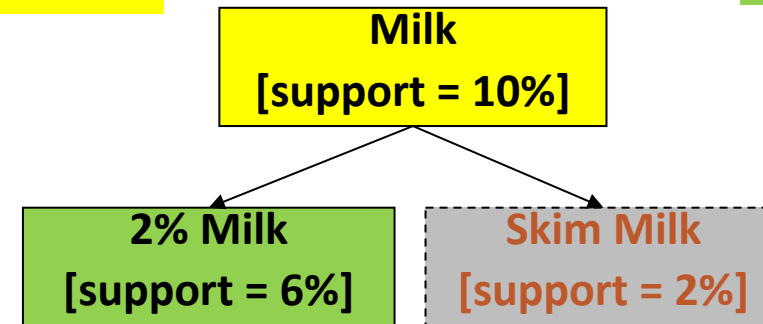 Milk
[support = 10%]
2% Milk
[support = 6%]
Skim Milk
[support = 2%]